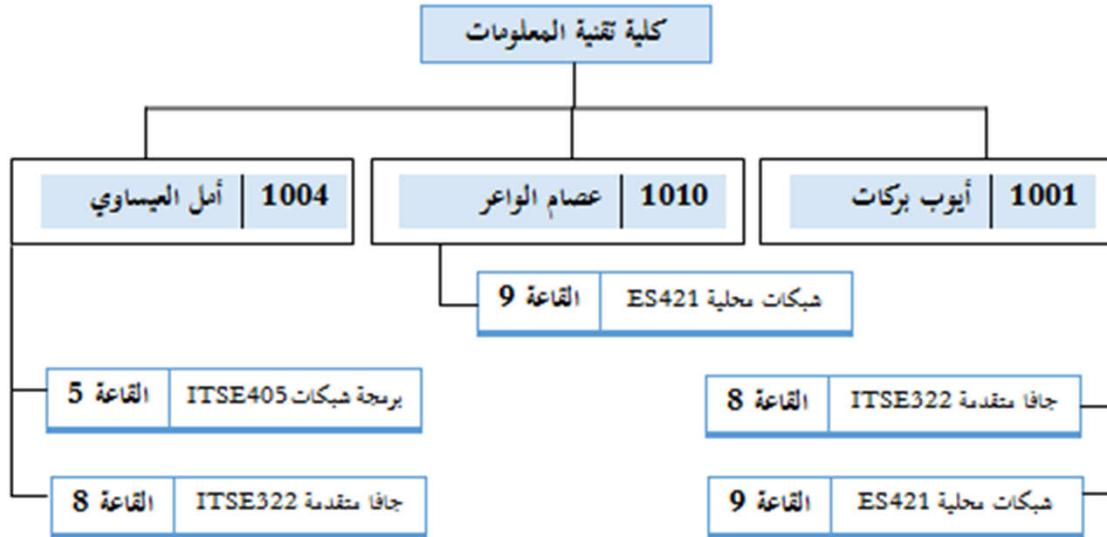 كلية تقنية المعلومات
1001 أيوب بركات
1010 عصام الواعر
1004 أمل العيساوي
شبكات محلية ES421 القاعة 9
جافا متقدمة ITSE322 القاعة 8
برمجة شبكات ITSE405 القاعة 5
شبكات محلية ES421 القاعة 9
جافا متقدمة ITSE322 القاعة 8